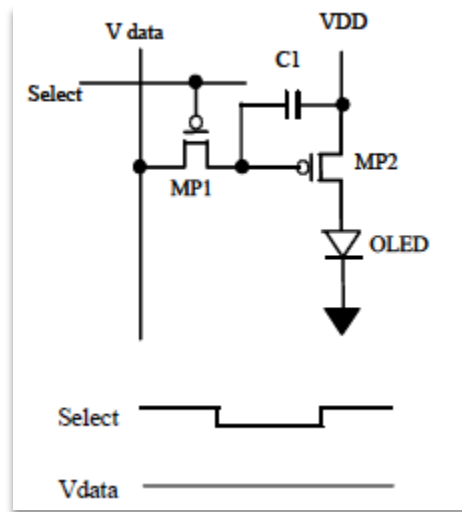 V data
VDD
C1
Select
MP1
MP2
OLED
Select
Vdata